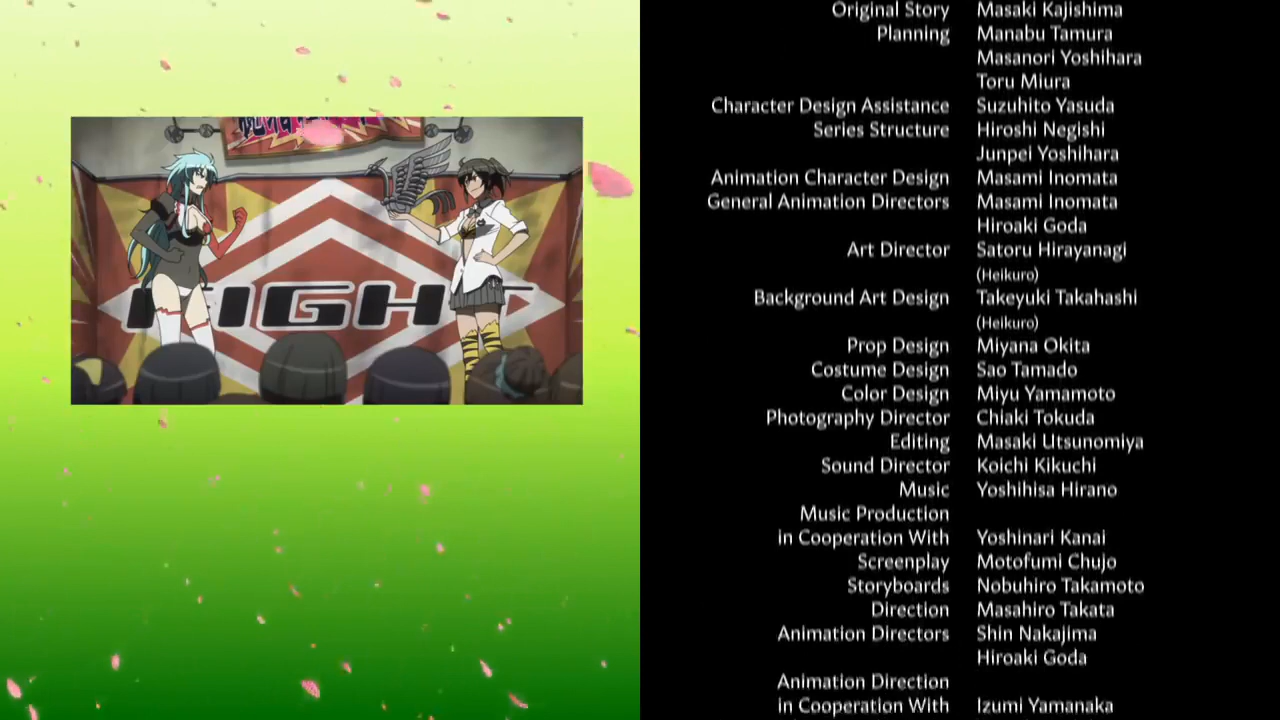 FIGHT
Original Story Masaki Kajishima
Planning Manabu Tamura
Masanori Yoshihara
Toru Miura
Character Design Assistance Suzuhito Yasuda
Series Structure Hiroshi Negishi
Junpei Yoshihara
Animation Character Design Masami Inomata
General Animation Directors Masami Inomata
Hiroaki Goda
Art Director Satoru Hirayanagi
(Heikuro)
Background Art Design Takeyuki Takahashi
(Heikuro)
Prop Design Miyana Okita
Costume Design Sao Tamado
Color Design Miyu Yamamoto
Photography Director Chiaki Tokuda
Editing Masaki Utsunomiya
Sound Director Koichi Kikuchi
Music Yoshihisa Hirano
Music Production
in Cooperation With Yoshinari Kanai
Screenplay Motofumi Chujo
Storyboards Nobuhiro Takamoto
Direction Masahiro Takata
Animation Directors Shin Nakajima
Hiroaki Goda
Animation Direction
in Cooperation With Izumi Yamanaka